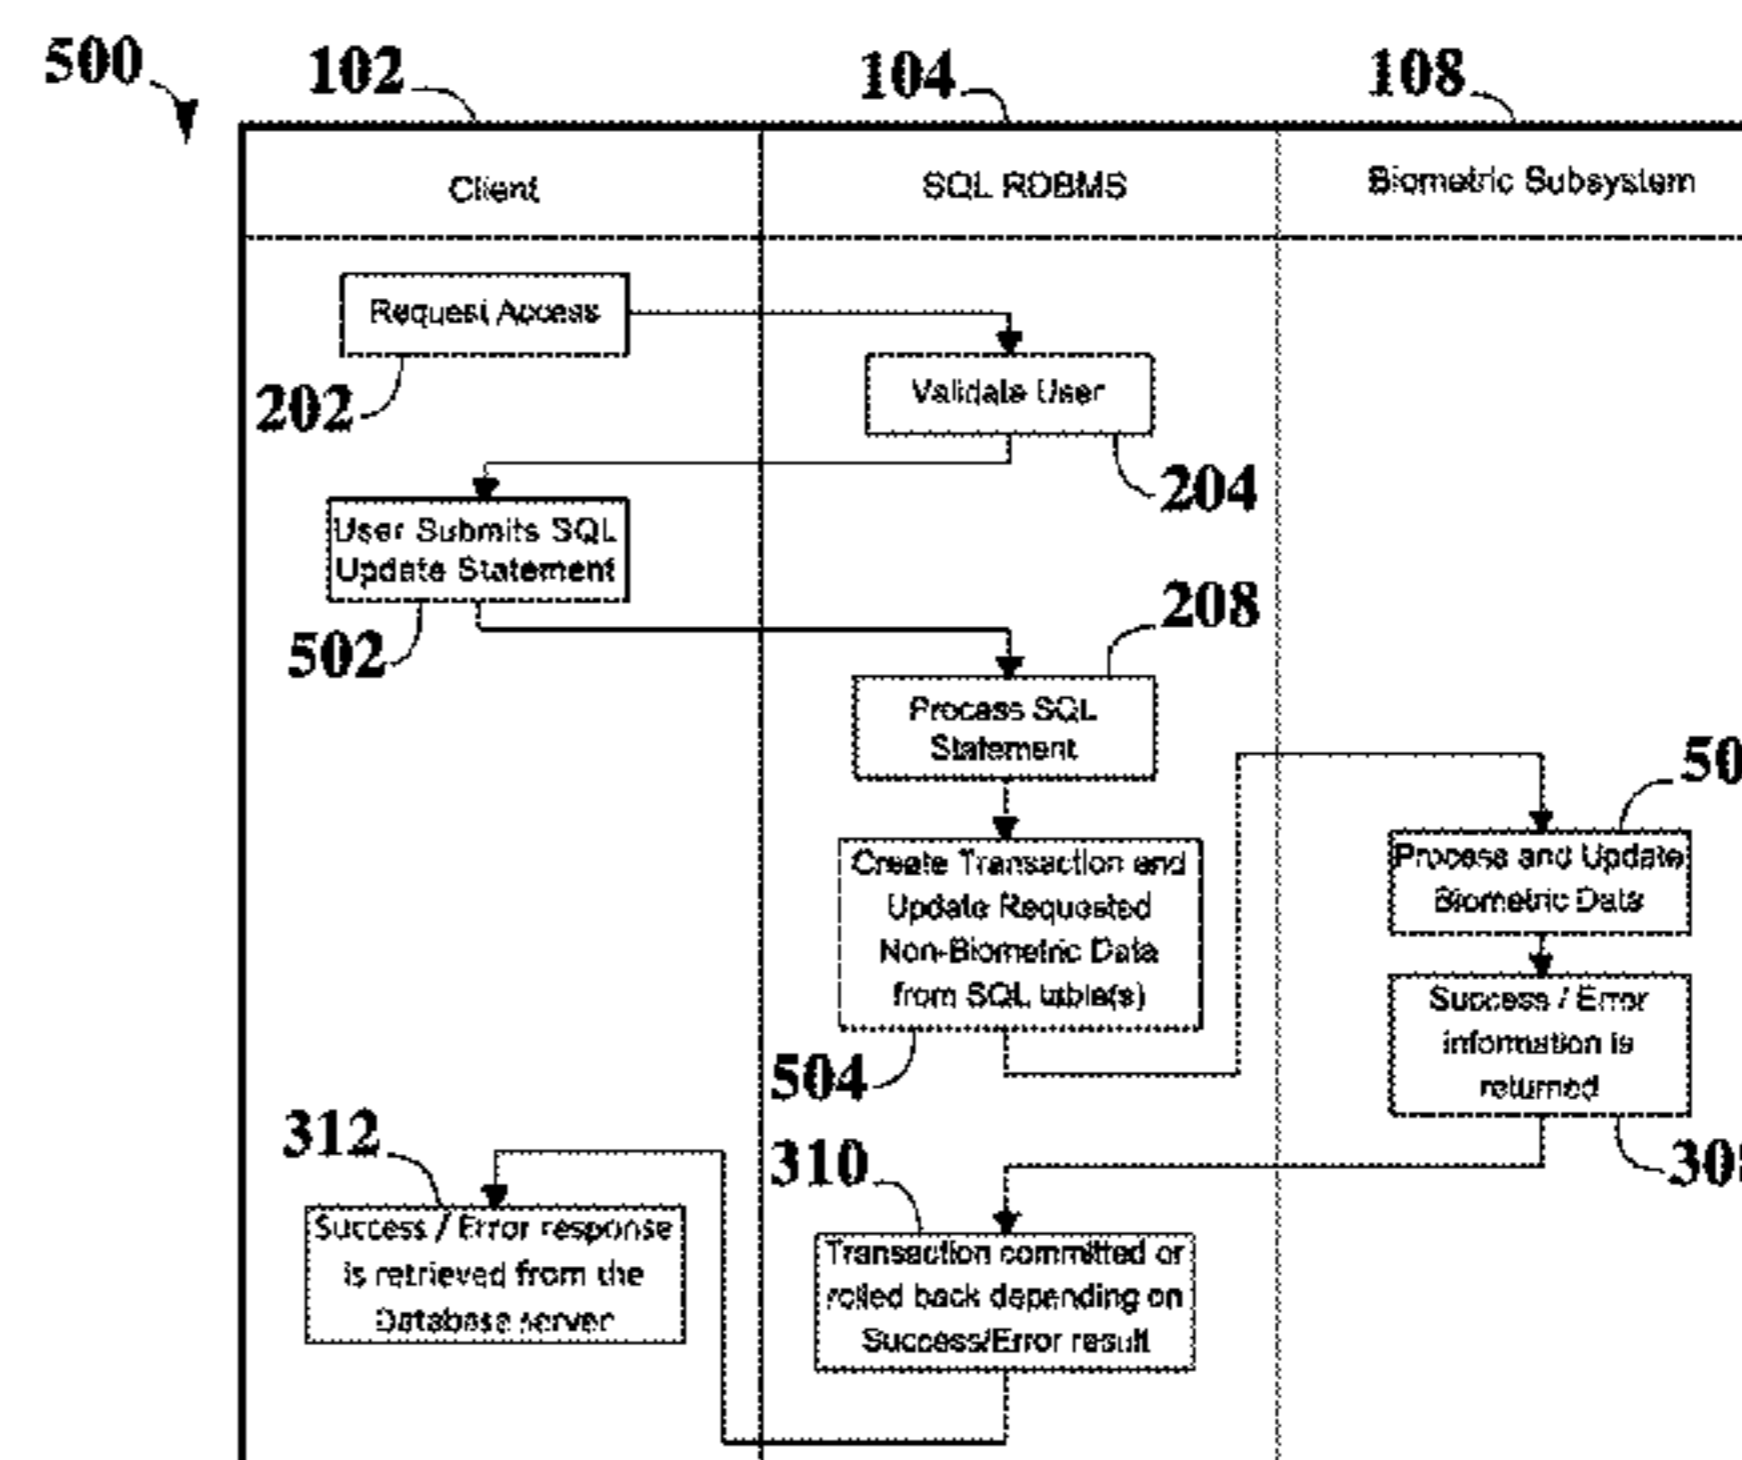 500
102
104
108
Client
SQL RDBMS
Biometric Subsystem
Request Access
202
Validate User
204
User Submits SQL
Update Statement
502
208
Process SQL
Statement
50
Process and Update
Biometric Data
Create Transaction and
Update Requested
Non-Biometric Data
from SQL table(s)
504
Success / Error
information is
returned
30
312
310
Success / Error response
is retrieved from the
Database server
Transaction committed or
rolled back depending on
Success/Error result